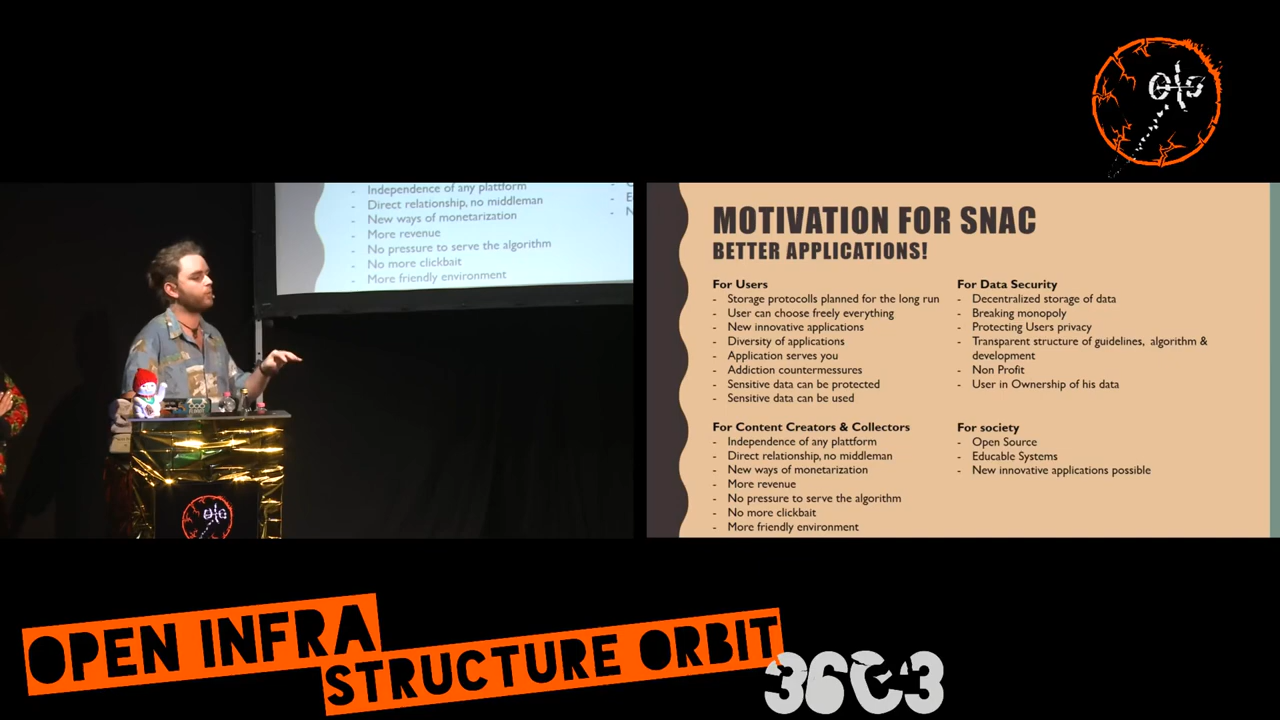 OIO
Independence of any plattform
Direct relationship, no middleman
New ways of monetarization
More revenue
No pressure to serve the algorithm
No more clickbait
More friendly environment
OIO
MOTIVATION FOR SNAC
BETTER APPLICATIONS!
For Users
- Storage protocolls planned for the long run
- User can choose freely everything
- New innovative applications
- Diversity of applications
- Application serves you
- Addiction countermessures
- Sensitive data can be protected
- Sensitive data can be used
For Content Creators & Collectors
- Independence of any plattform
- Direct relationship, no middleman
- New ways of monetarization
- More revenue
- No pressure to serve the algorithm
- No more clickbait
- More friendly environment
For Data Security
- Decentralized storage of data
- Breaking monopoly
- Protecting Users privacy
- Transparent structure of guidelines, algorithm &
development
- Non Profit
- User in Ownership of his data
For society
- Open Source
- Educable Systems
- New innovative applications possible
OPEN INFRA
STRUCTURE ORBIT
36C3